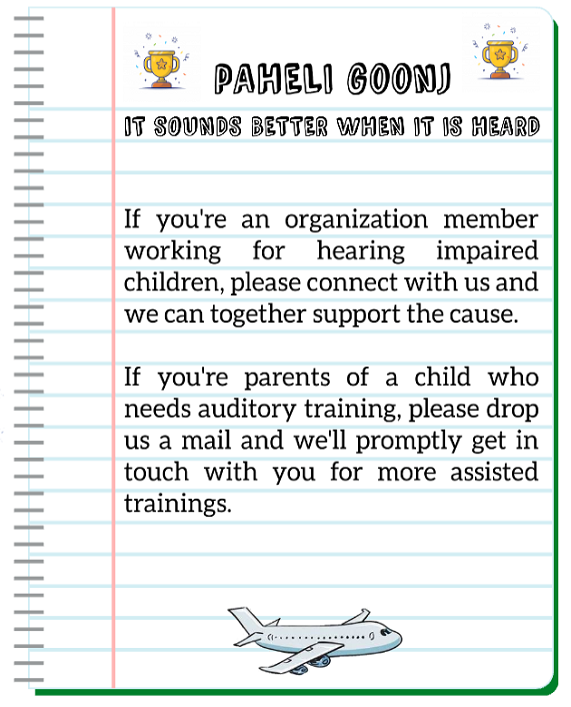 PAHELI GOONJ
IT SOUNDS BETTER WHEN IT IS HEARD
If you're an organization member
working for hearing impaired
children, please connect with us and
we can together support the cause.
If you're parents of a child who
needs auditory training, please drop
us a mail and we'll promptly get in
touch with you for more assisted
trainings.